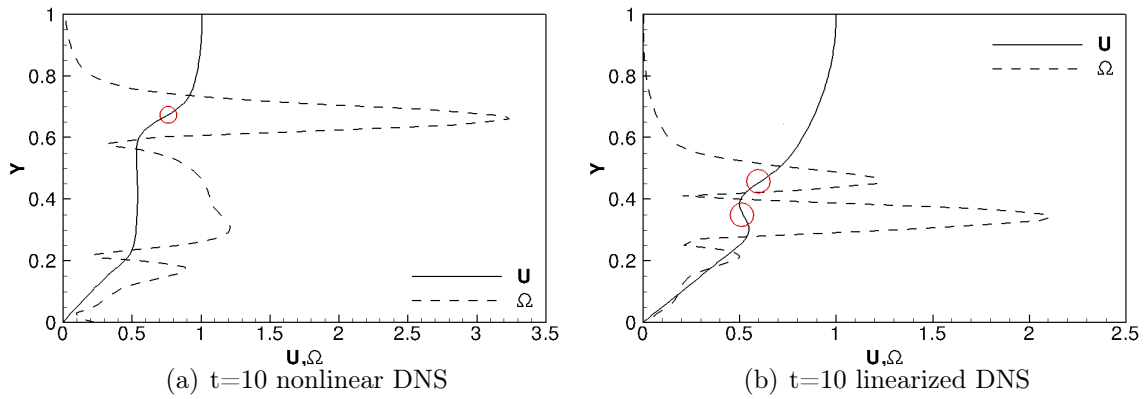 1
0.8
0.6
0.4
0.2
0
Y
0 0.5 1 1.5 2 2.5 3 3.5
U,Ω
U
Ω
(a) t=10 nonlinear DNS
1
0.8
0.6
0.4
0.2
0
Y
0 0.5 1 1.5 2 2.5
U,Ω
U
Ω
(b) t=10 linearized DNS